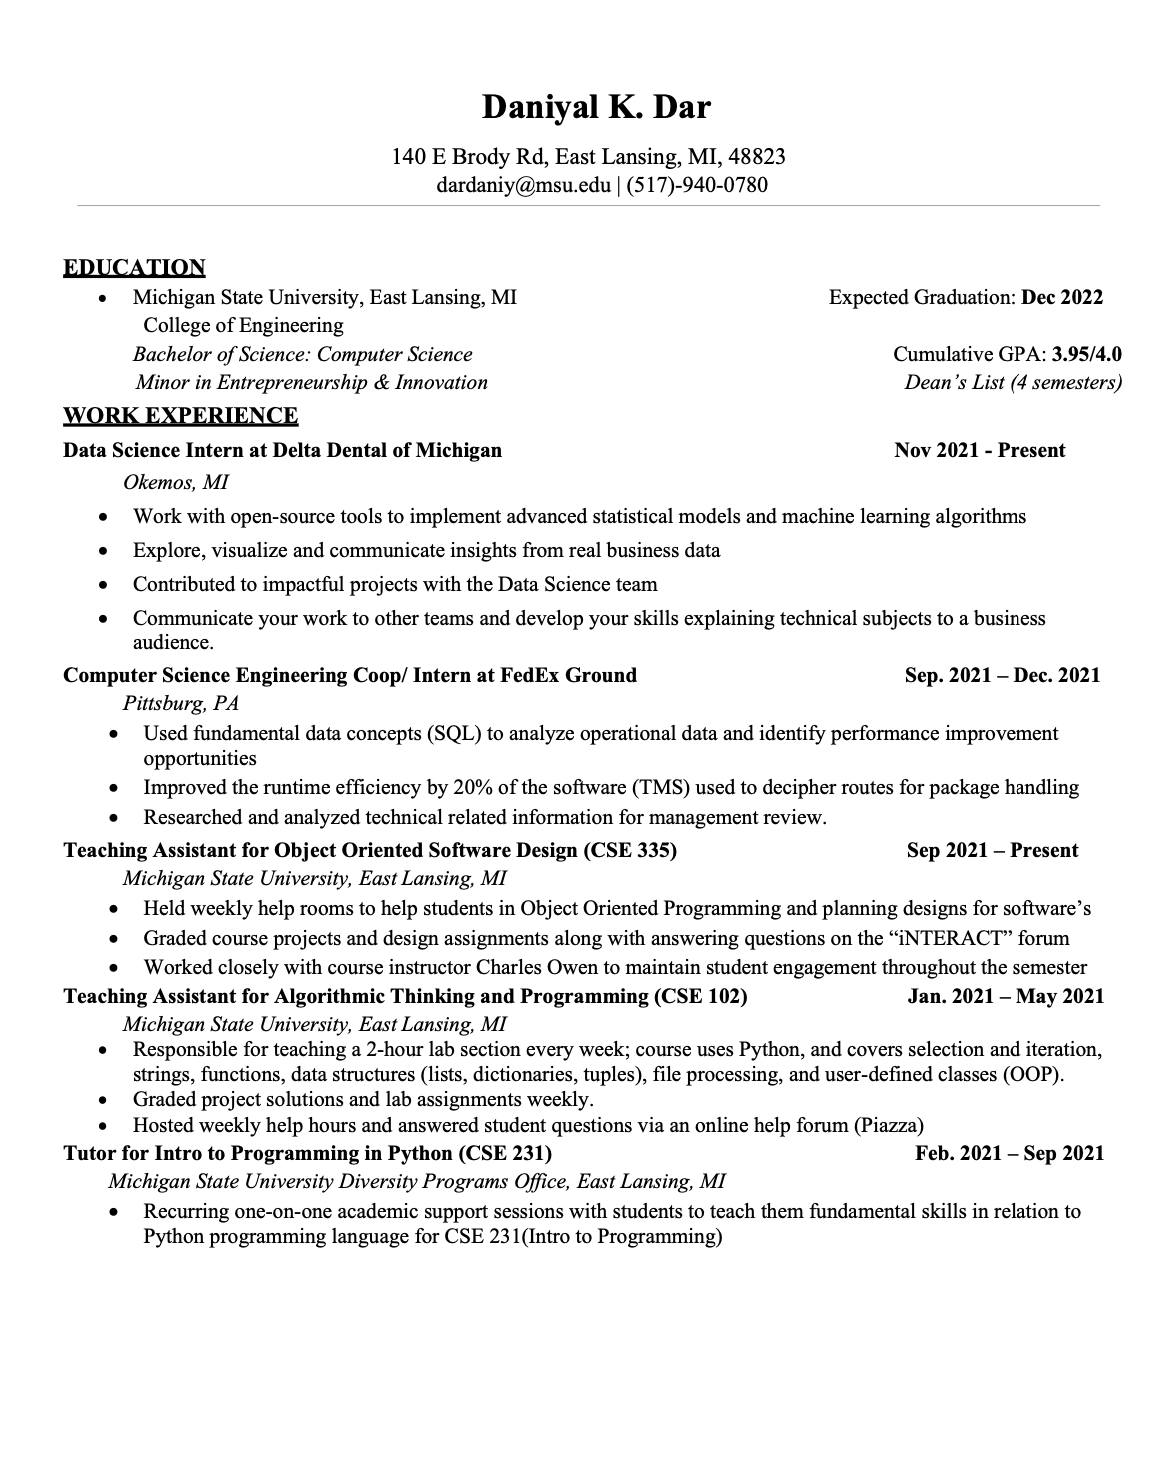 Daniyal K. Dar
140 E Brody Rd, East Lansing, MI, 48823
dardaniy@msu.edu | (517)-940-0780
EDUCATION
• Michigan State University, East Lansing, MI Expected Graduation: Dec 2022
College of Engineering
Bachelor of Science: Computer Science Cumulative GPA: 3.95/4.0
Minor in Entrepreneurship & Innovation Dean’s List (4 semesters)
WORK EXPERIENCE
Data Science Intern at Delta Dental of Michigan Nov 2021 - Present
Okemos, MI
• Work with open-source tools to implement advanced statistical models and machine learning algorithms
• Explore, visualize and communicate insights from real business data
• Contributed to impactful projects with the Data Science team
• Communicate your work to other teams and develop your skills explaining technical subjects to a business
audience.
Computer Science Engineering Coop/ Intern at FedEx Ground Sep. 2021 – Dec. 2021
Pittsburg, PA
• Used fundamental data concepts (SQL) to analyze operational data and identify performance improvement
opportunities
• Improved the runtime efficiency by 20% of the software (TMS) used to decipher routes for package handling
• Researched and analyzed technical related information for management review.
Teaching Assistant for Object Oriented Software Design (CSE 335) Sep 2021 – Present
Michigan State University, East Lansing, MI
• Held weekly help rooms to help students in Object Oriented Programming and planning designs for software’s
• Graded course projects and design assignments along with answering questions on the “iNTERACT” forum
• Worked closely with course instructor Charles Owen to maintain student engagement throughout the semester
Teaching Assistant for Algorithmic Thinking and Programming (CSE 102) Jan. 2021 – May 2021
Michigan State University, East Lansing, MI
• Responsible for teaching a 2-hour lab section every week; course uses Python, and covers selection and iteration,
strings, functions, data structures (lists, dictionaries, tuples), file processing, and user-defined classes (OOP).
• Graded project solutions and lab assignments weekly.
• Hosted weekly help hours and answered student questions via an online help forum (Piazza)
Tutor for Intro to Programming in Python (CSE 231) Feb. 2021 – Sep 2021
Michigan State University Diversity Programs Office, East Lansing, MI
• Recurring one-on-one academic support sessions with students to teach them fundamental skills in relation to
Python programming language for CSE 231(Intro to Programming)